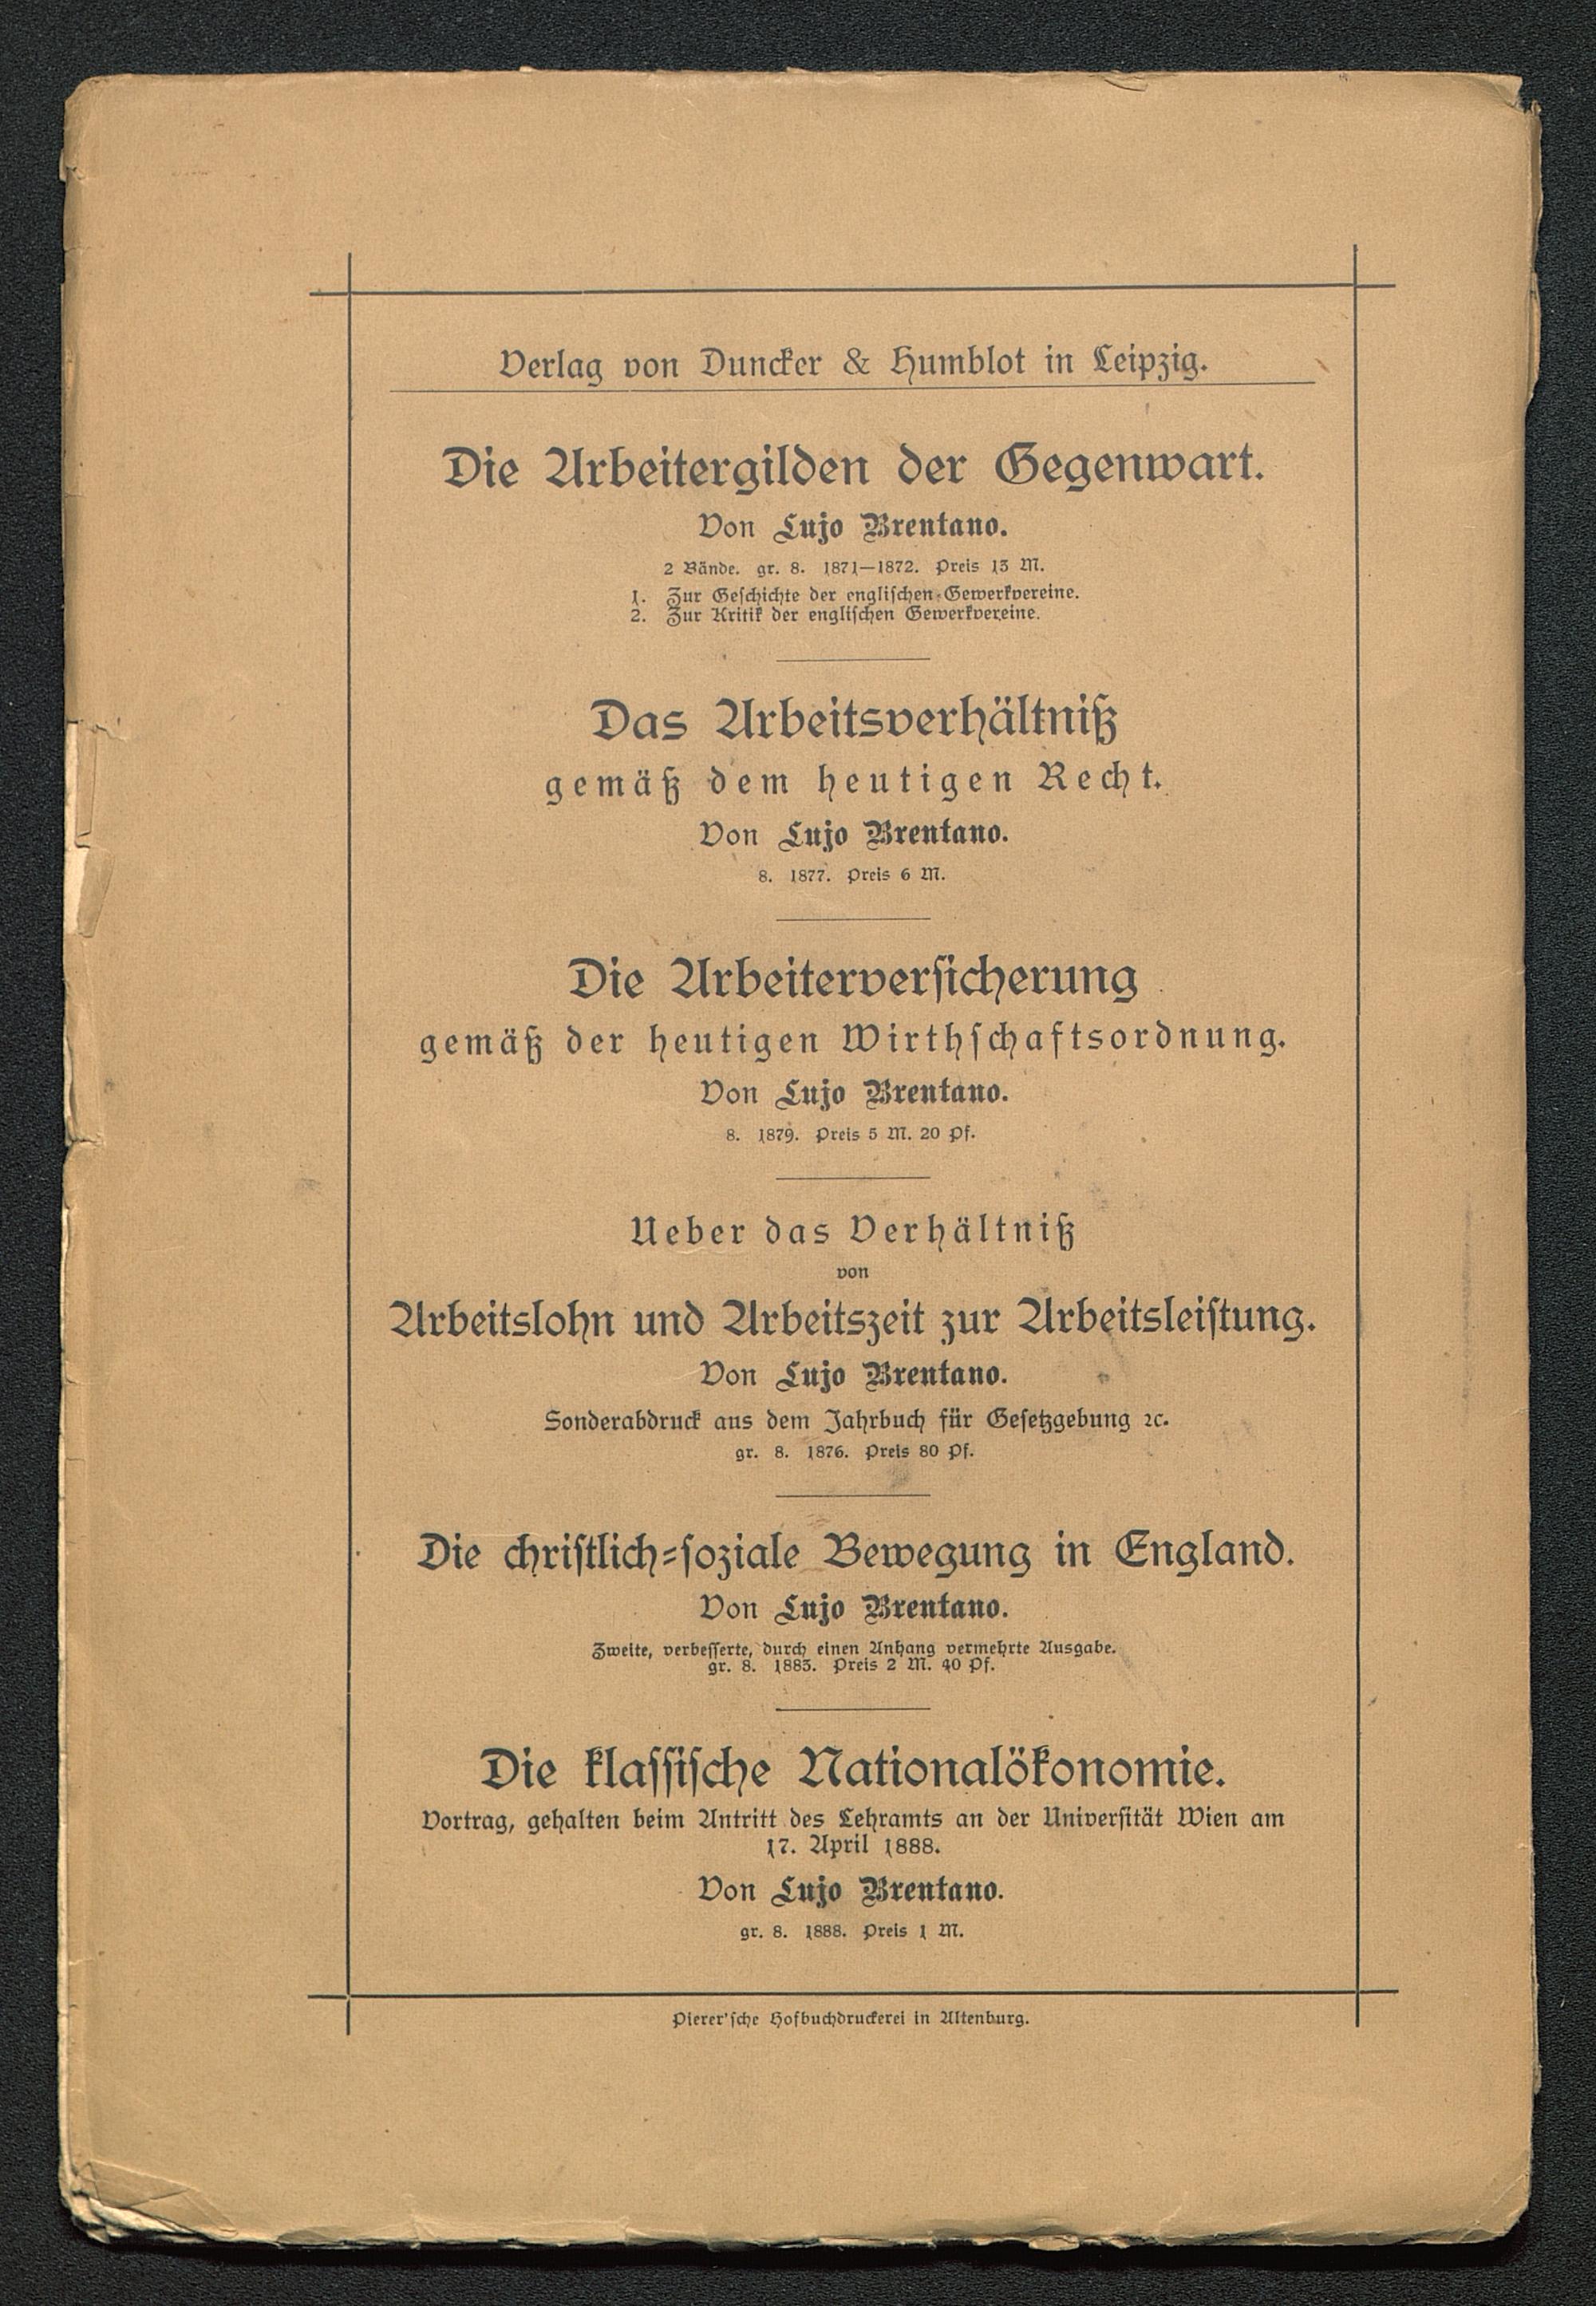 Verlag von Duncker & Humblot in Leipzig.
Die Arbeitergilden der Gegenwart.
Von Lujo Brentano.
2 Bände. gr. 8. 1871—1872. Preis 13 M.
1. Zur Geschichte der englischen Gewerkvereine.
2. Zur Kritik der englischen Gewerkvereine.
Das Arbeitsverhältniß
gemäß dem heutigen Recht.
Von Lujo Brentano.
8. 1877. Preis 6 M.
Die Arbeiterversicherung
gemäß der heutigen Wirthschaftsordnung.
Von Lujo Brentano.
8. 1879. Preis 5 M. 20 Pf.
Ueber das Verhältniß
von
Arbeitslohn und Arbeitszeit zur Arbeitsleistung.
Von Lujo Brentano.
Sonderabdruck aus dem Jahrbuch für Gesetzgebung ꝛc.
gr. 8. 1876. Preis 80 Pf.
Die christlich-soziale Bewegung in England.
Von Lujo Brentano.
Zweite, verbesserte, durch einen Anhang vermehrte Ausgabe.
gr. 8. 1883. Preis 2 M. 40 Pf.
Die klassische Nationalökonomie.
Vortrag, gehalten beim Antritt des Lehramts an der Universität Wien am
17. April 1888.
Von Lujo Brentano.
gr. 8. 1888. Preis 1 M.
Pierer'sche Hofbuchdruckerei in Altenburg.